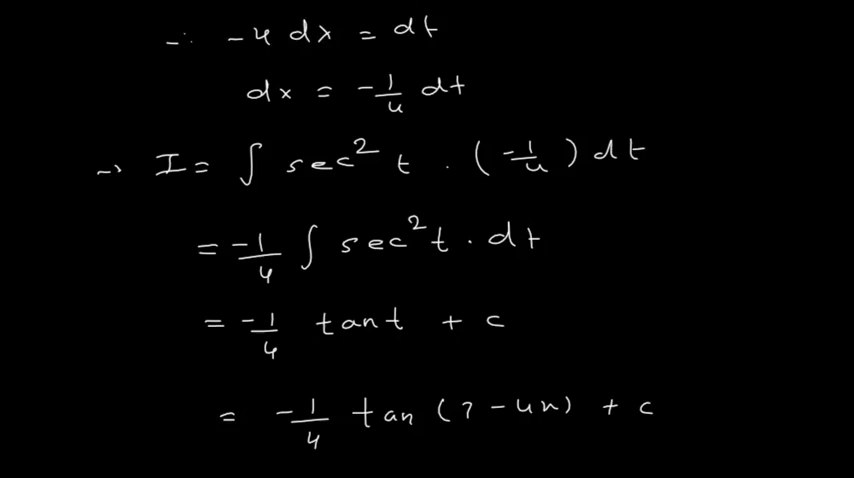 ∴ -4 dx = dt
dx = -1/4 dt
→ I = ∫ sec² t . (-1/4) dt
= -1/4 ∫ sec² t . dt
= -1/4 tan t + c
= -1/4 tan (7 - 4x) + c